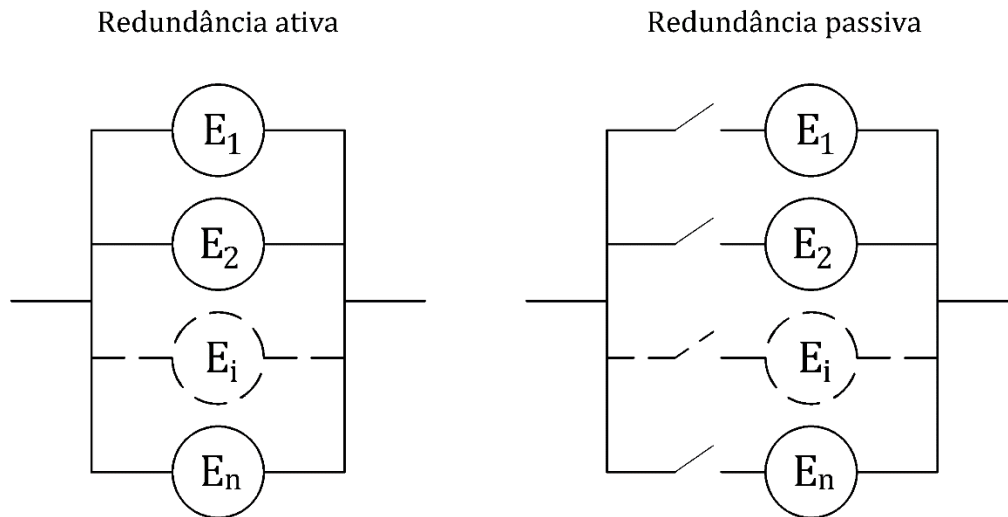 Redundância ativa
E₁
E₂
Eᵢ
Eₙ
Redundância passiva
E₁
E₂
Eᵢ
Eₙ